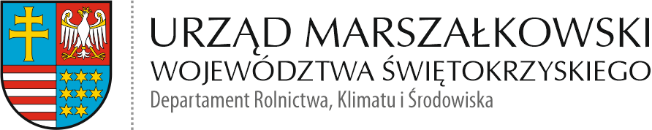 URZĄD MARSZAŁKOWSKI
WOJEWÓDZTWA ŚWIĘTOKRZYSKIEGO
Departament Rolnictwa, Klimatu i Środowiska